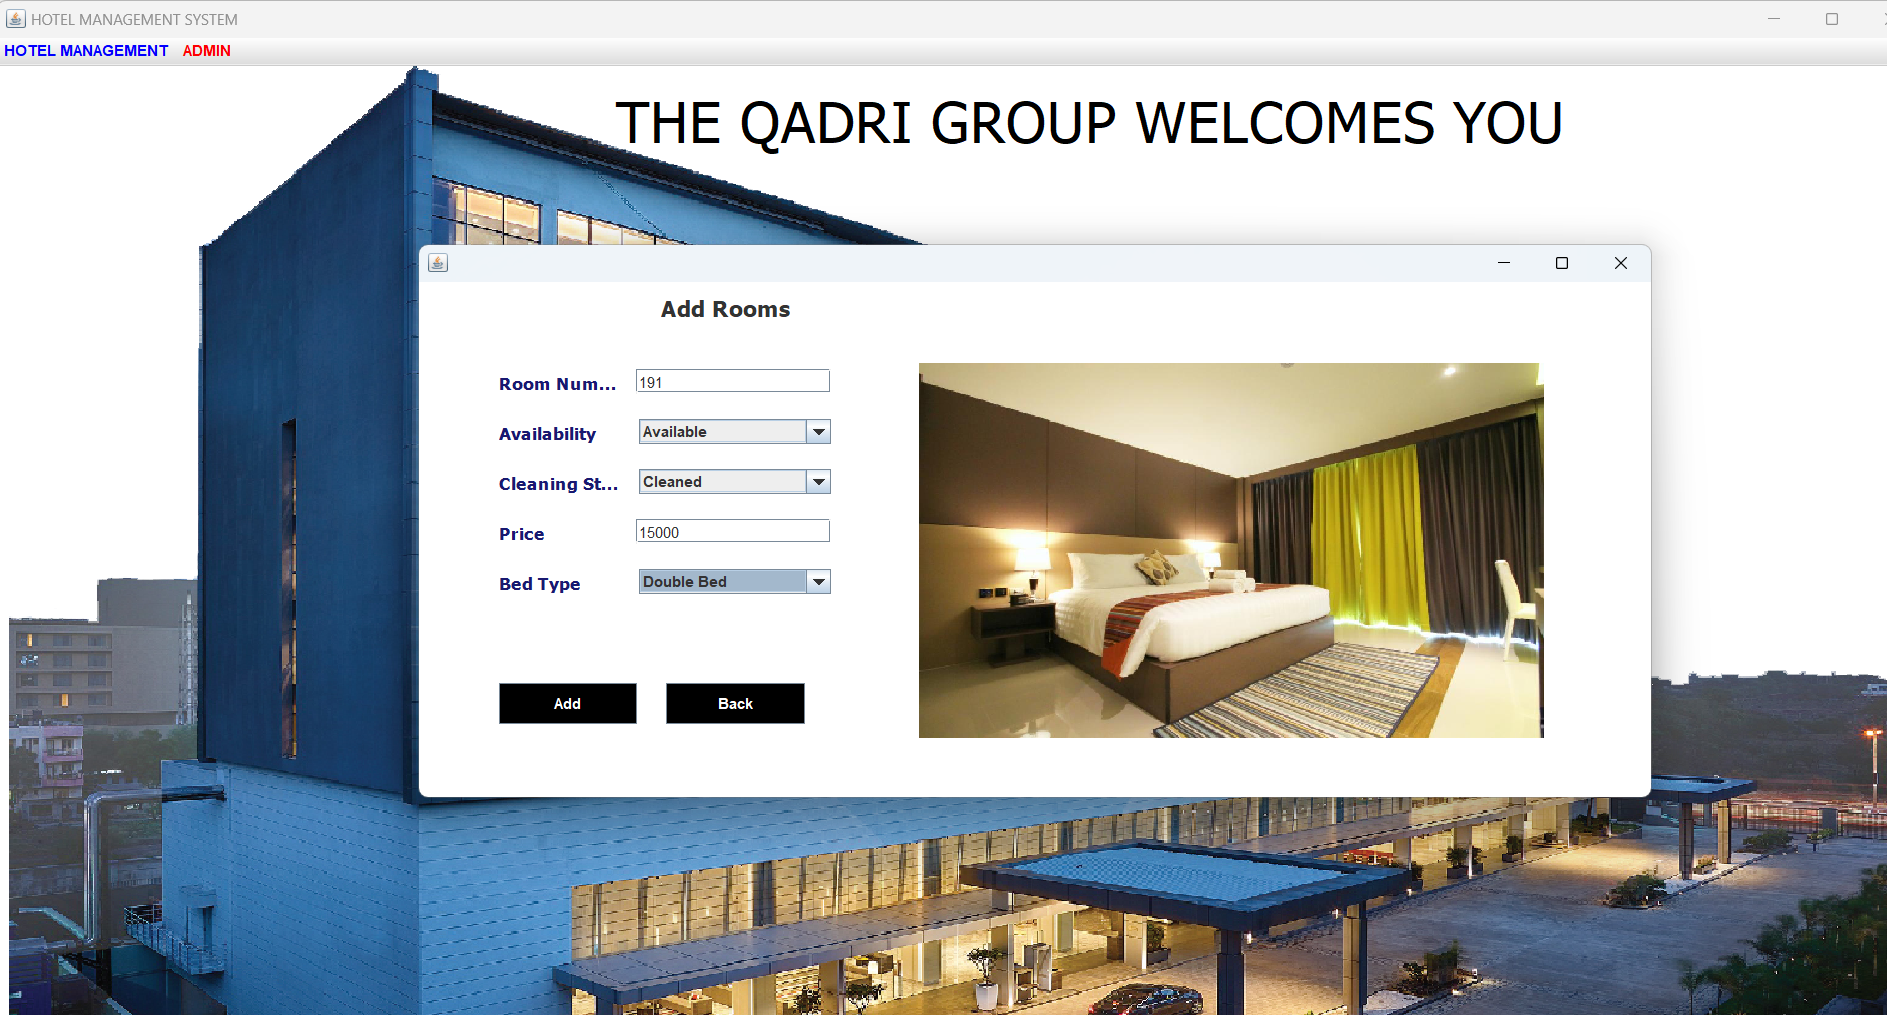 HOTEL MANAGEMENT SYSTEM
HOTEL MANAGEMENT ADMIN
THE QADRI GROUP WELCOMES YOU
Add Rooms
Room Num... 191
Availability Available
Cleaning St... Cleaned
Price 15000
Bed Type Double Bed
Add Back